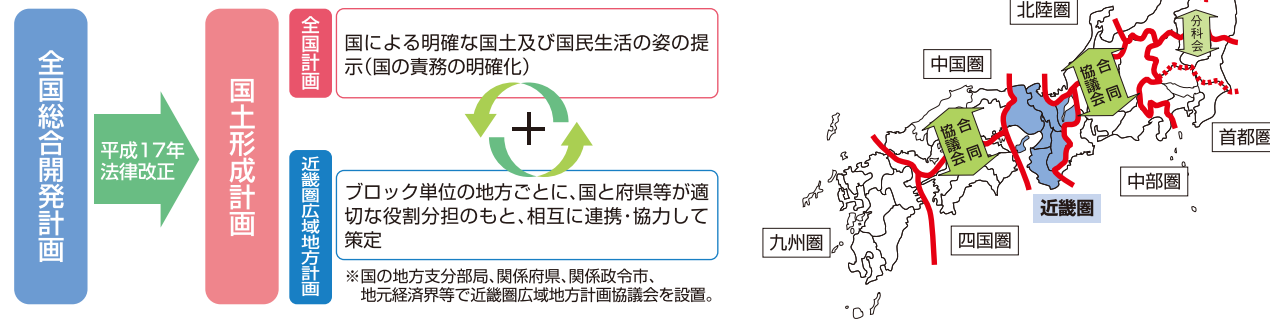 全国総合開発計画
平成17年
法律改正
国土形成計画
全国計画
国による明確な国土及び国民生活の姿の提
示(国の責務の明確化)
+
近畿圏広域地方計画
ブロック単位の地方ごとに、国と府県等が適
切な役割分担のもと、相互に連携・協力して
策定
※国の地方支分部局、関係府県、関係政令市、
地元経済界等で近畿圏広域地方計画協議会を設置。
北陸圏
分科会
中国圏
合同
協議会
合同
協議会
首都圏
中部圏
近畿圏
四国圏
九州圏